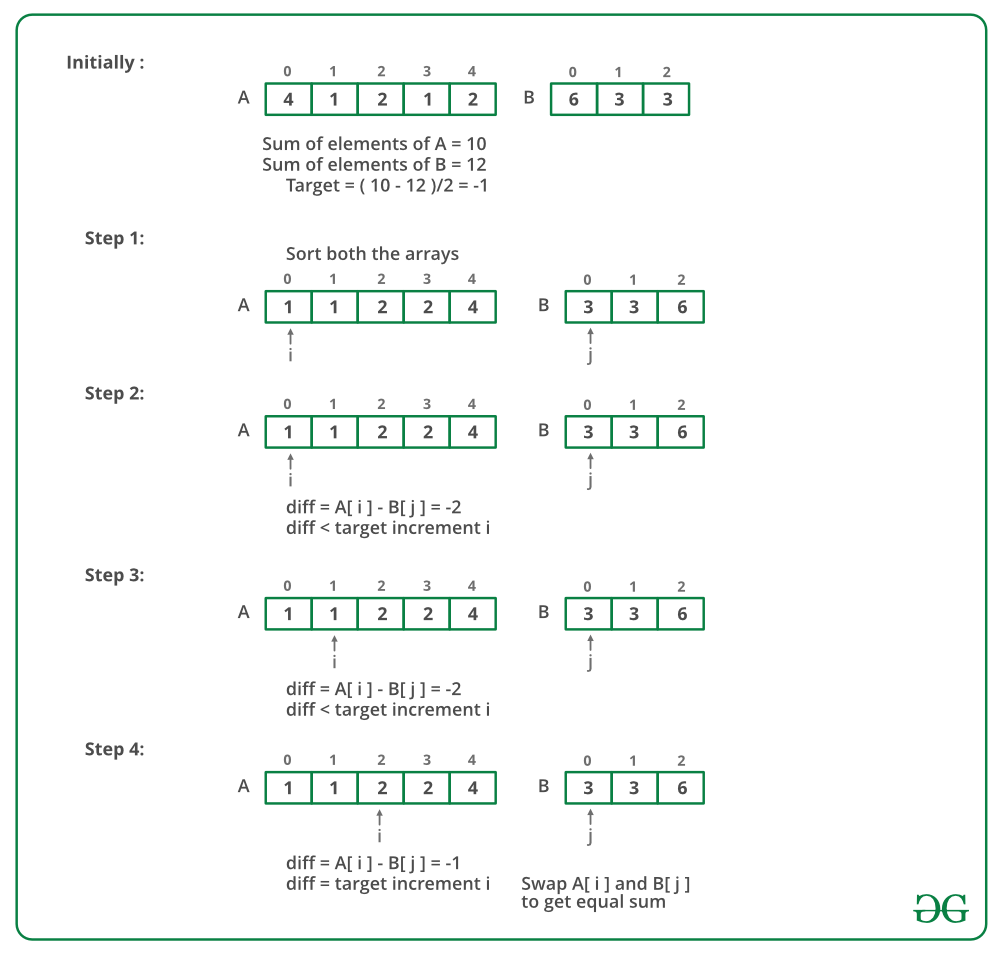 Initially :
0 1 2 3 4 0 1 2
A 4 1 2 1 2 B 6 3 3
Sum of elements of A = 10
Sum of elements of B = 12
Target = ( 10 - 12 )/2 = -1
Step 1:
Sort both the arrays
0 1 2 3 4 0 1 2
A 1 1 2 2 4 B 3 3 6
i j
Step 2:
0 1 2 3 4 0 1 2
A 1 1 2 2 4 B 3 3 6
i j
diff = A[ i ] - B[ j ] = -2
diff < target increment i
Step 3:
0 1 2 3 4 0 1 2
A 1 1 2 2 4 B 3 3 6
i j
diff = A[ i ] - B[ j ] = -2
diff < target increment i
Step 4:
0 1 2 3 4 0 1 2
A 1 1 2 2 4 B 3 3 6
i j
diff = A[ i ] - B[ j ] = -1
diff = target increment i
Swap A[ i ] and B[ j ]
to get equal sum